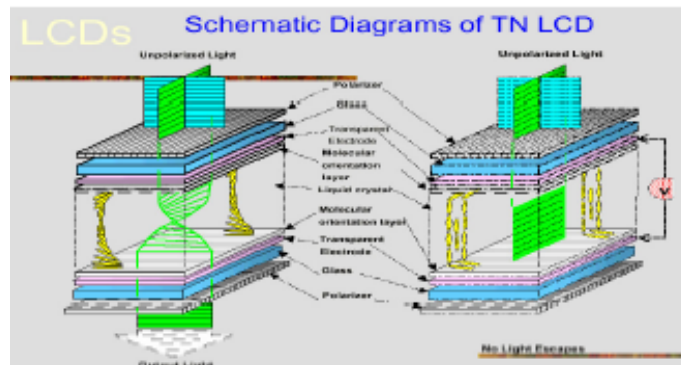 LCDs
Schematic Diagrams of TN LCD
Unpolarized Light
Unpolarized Light
Polarizer
Glass
Transparent
Electrode
Molecular
orientation
layer
Liquid crystal
Molecular
orientation layer
Transparent
Electrode
Glass
Polarizer
V
Output Light
No Light Escapes